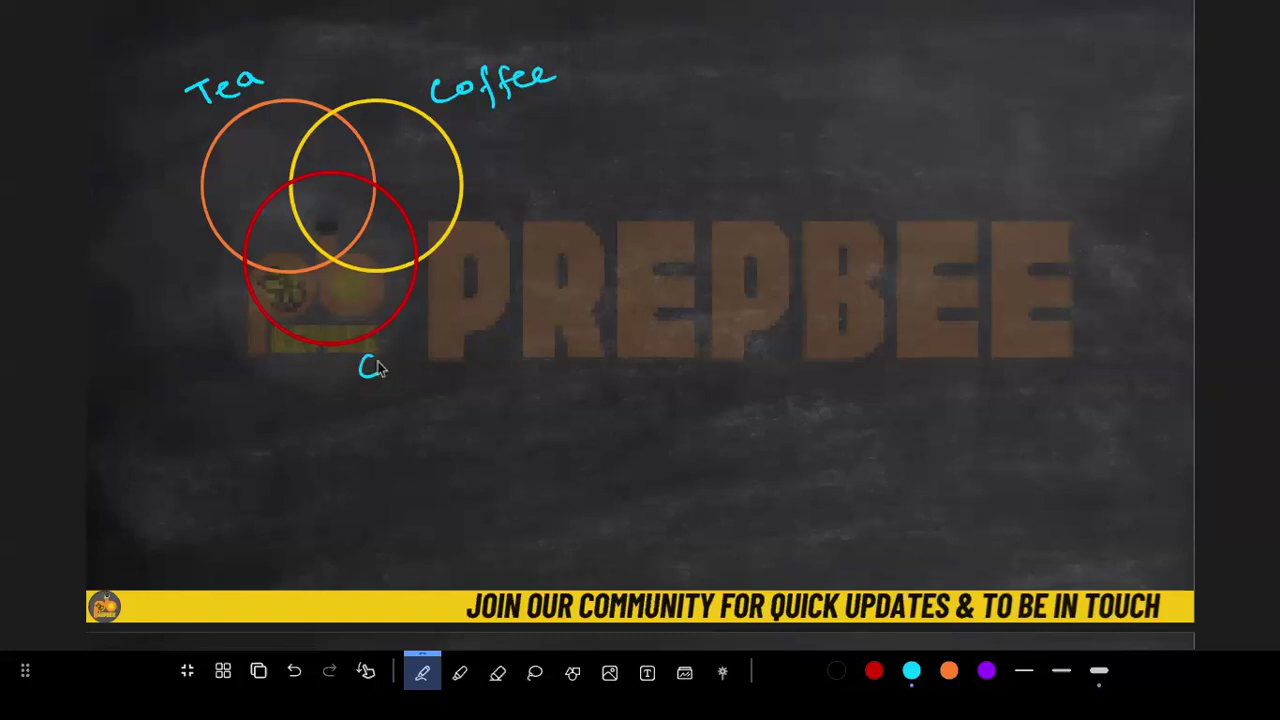 Tea
Coffee
PREPBEE
C
JOIN OUR COMMUNITY FOR QUICK UPDATES & TO BE IN TOUCH